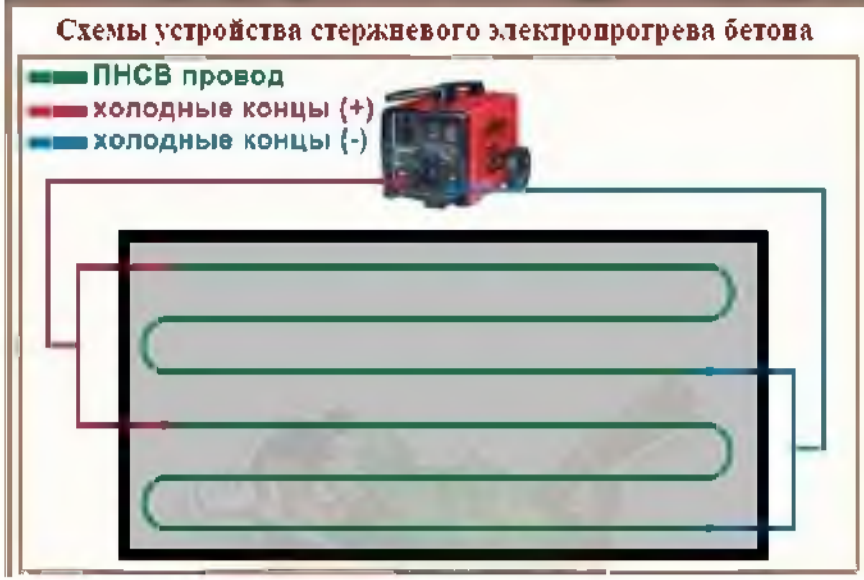 Схемы устройства стержневого электропрогрева бетона
ПНСВ провод
холодные концы (+)
холодные концы (-)